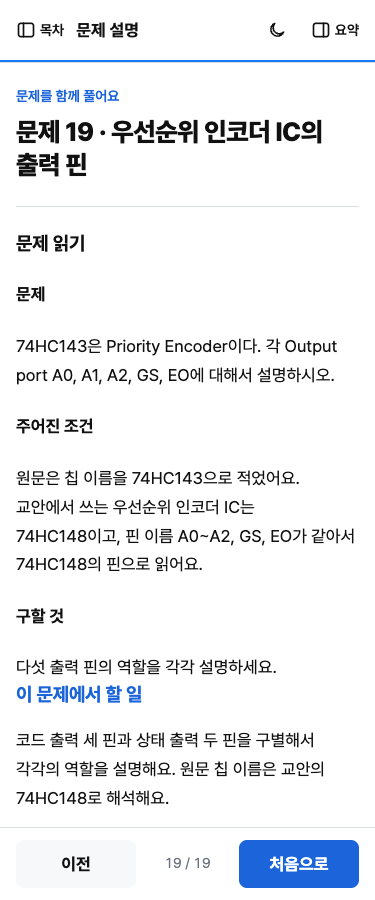 목차 문제 설명 요약
문제를 함께 풀어요
문제 19 · 우선순위 인코더 IC의
출력 핀
문제 읽기
문제
74HC143은 Priority Encoder이다. 각 Output
port A0, A1, A2, GS, EO에 대해서 설명하시오.
주어진 조건
원문은 칩 이름을 74HC143으로 적었어요.
교안에서 쓰는 우선순위 인코더 IC는
74HC148이고, 핀 이름 A0~A2, GS, EO가 같아서
74HC148의 핀으로 읽어요.
구할 것
다섯 출력 핀의 역할을 각각 설명하세요.
이 문제에서 할 일
코드 출력 세 핀과 상태 출력 두 핀을 구별해서
각각의 역할을 설명해요. 원문 칩 이름은 교안의
74HC148로 해석해요.
이전 19 / 19 처음으로